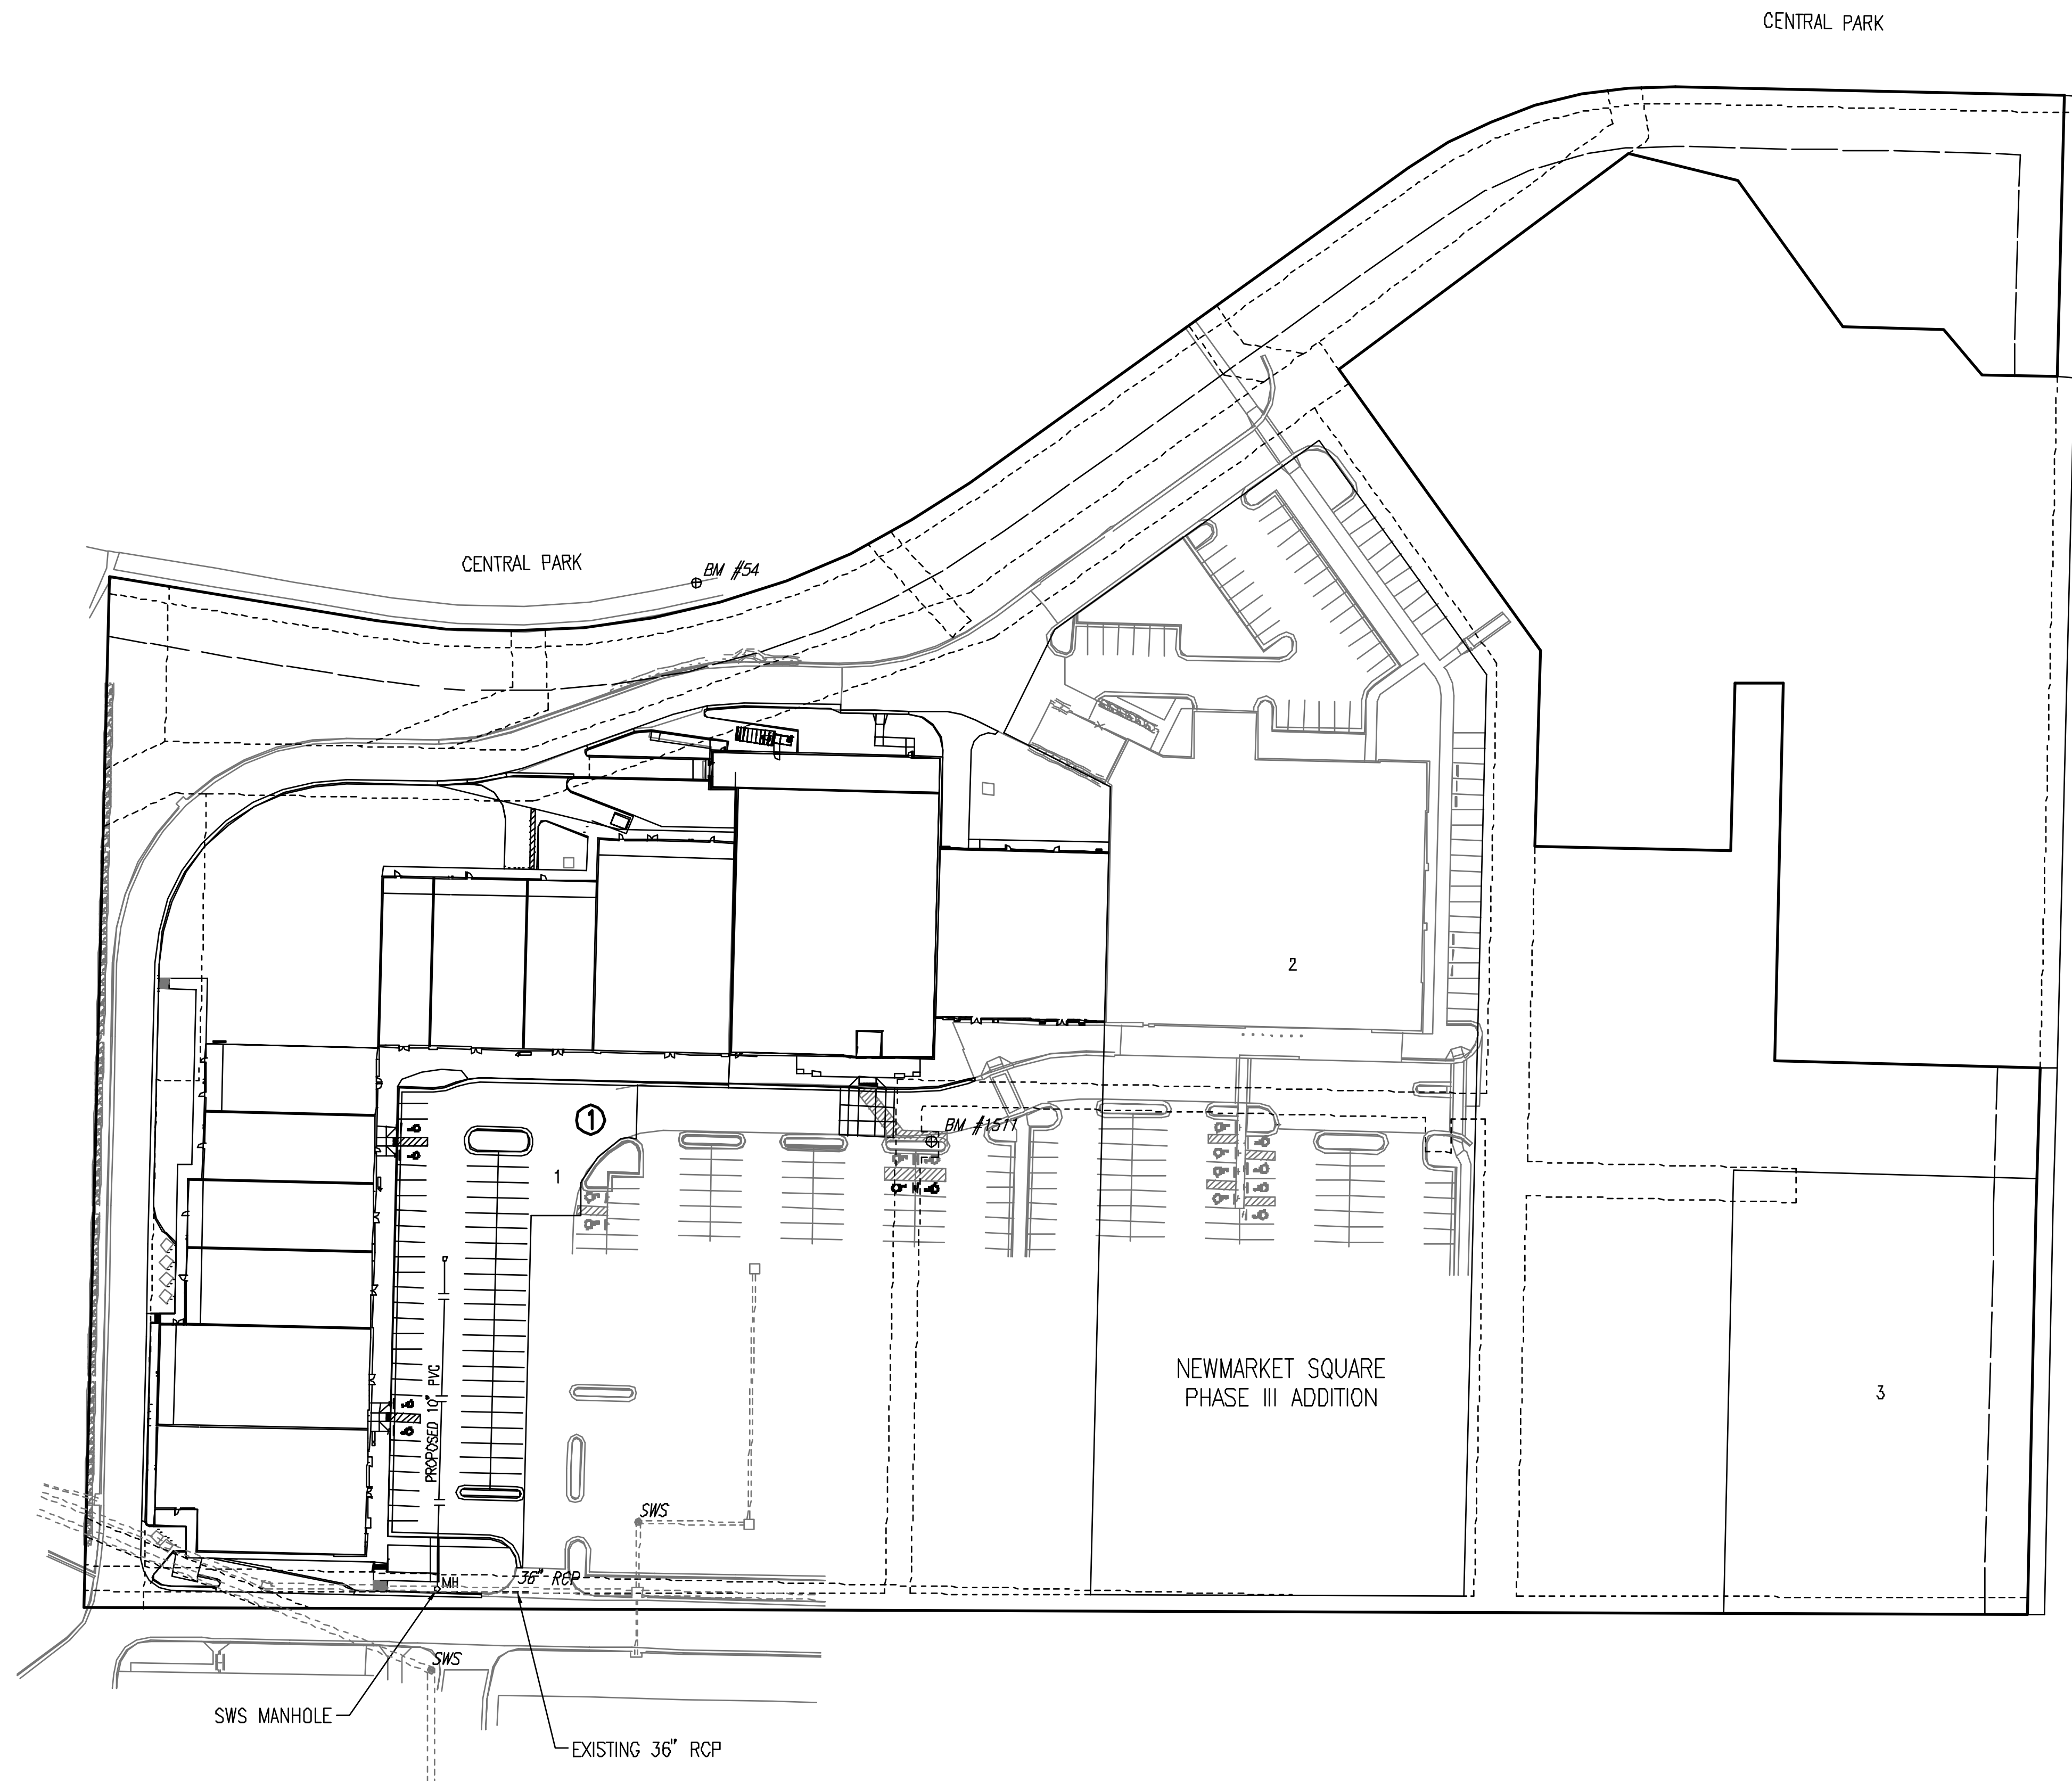 CENTRAL PARK
CENTRAL PARK
BM #54
2
1
BM #1511
1
NEWMARKET SQUARE
PHASE III ADDITION
3
PROPOSED 10" PVC
SWS
MH
36" RCP
SWS
SWS MANHOLE
EXISTING 36" RCP